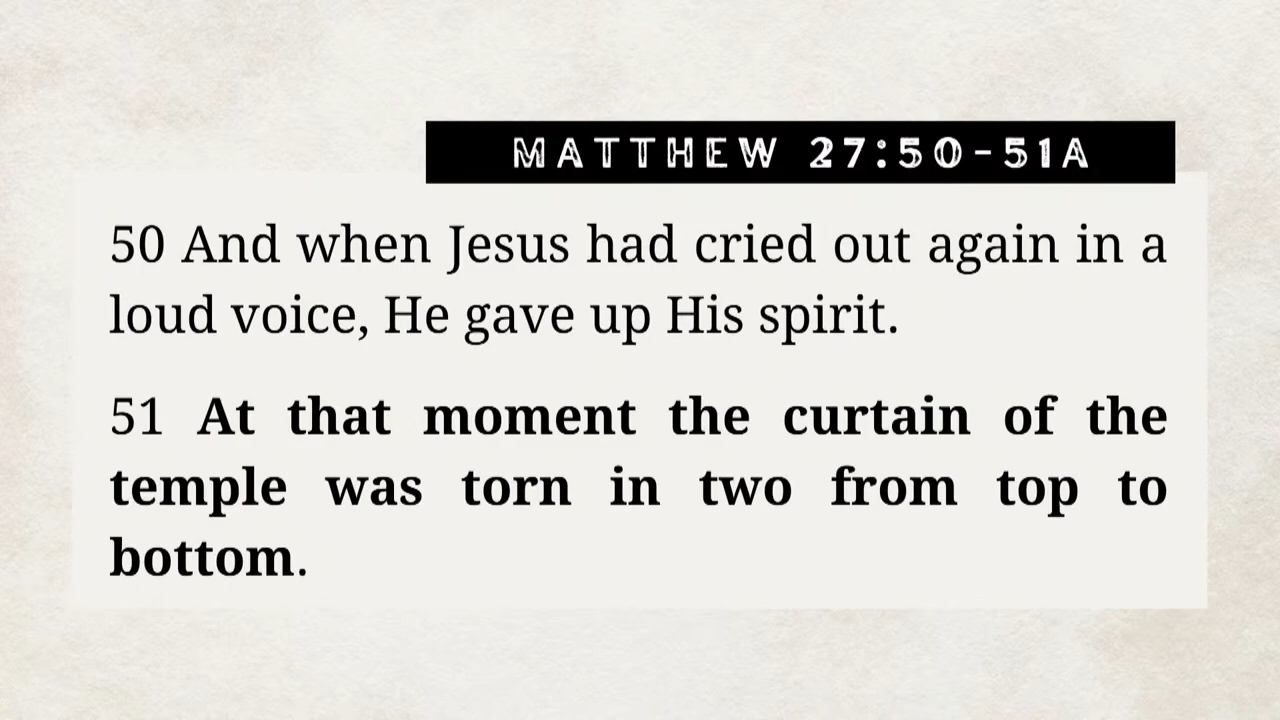 MATTHEW 27:50-51A
50 And when Jesus had cried out again in a
loud voice, He gave up His spirit.
51 At that moment the curtain of the
temple was torn in two from top to
bottom.